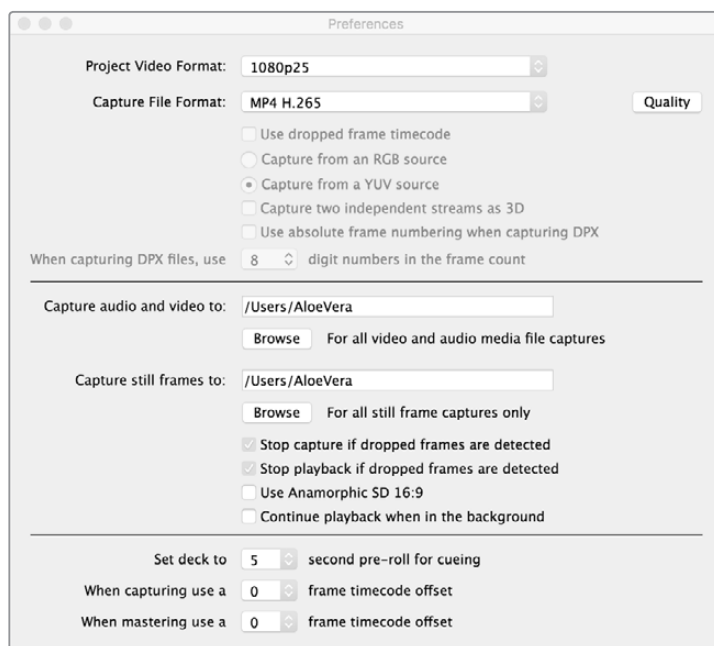 Preferences
Project Video Format: 1080p25
Capture File Format: MP4 H.265 Quality
Use dropped frame timecode
Capture from an RGB source
Capture from a YUV source
Capture two independent streams as 3D
Use absolute frame numbering when capturing DPX
When capturing DPX files, use 8 digit numbers in the frame count
Capture audio and video to: /Users/AloeVera
Browse For all video and audio media file captures
Capture still frames to: /Users/AloeVera
Browse For all still frame captures only
Stop capture if dropped frames are detected
Stop playback if dropped frames are detected
Use Anamorphic SD 16:9
Continue playback when in the background
Set deck to 5 second pre-roll for cueing
When capturing use a 0 frame timecode offset
When mastering use a 0 frame timecode offset